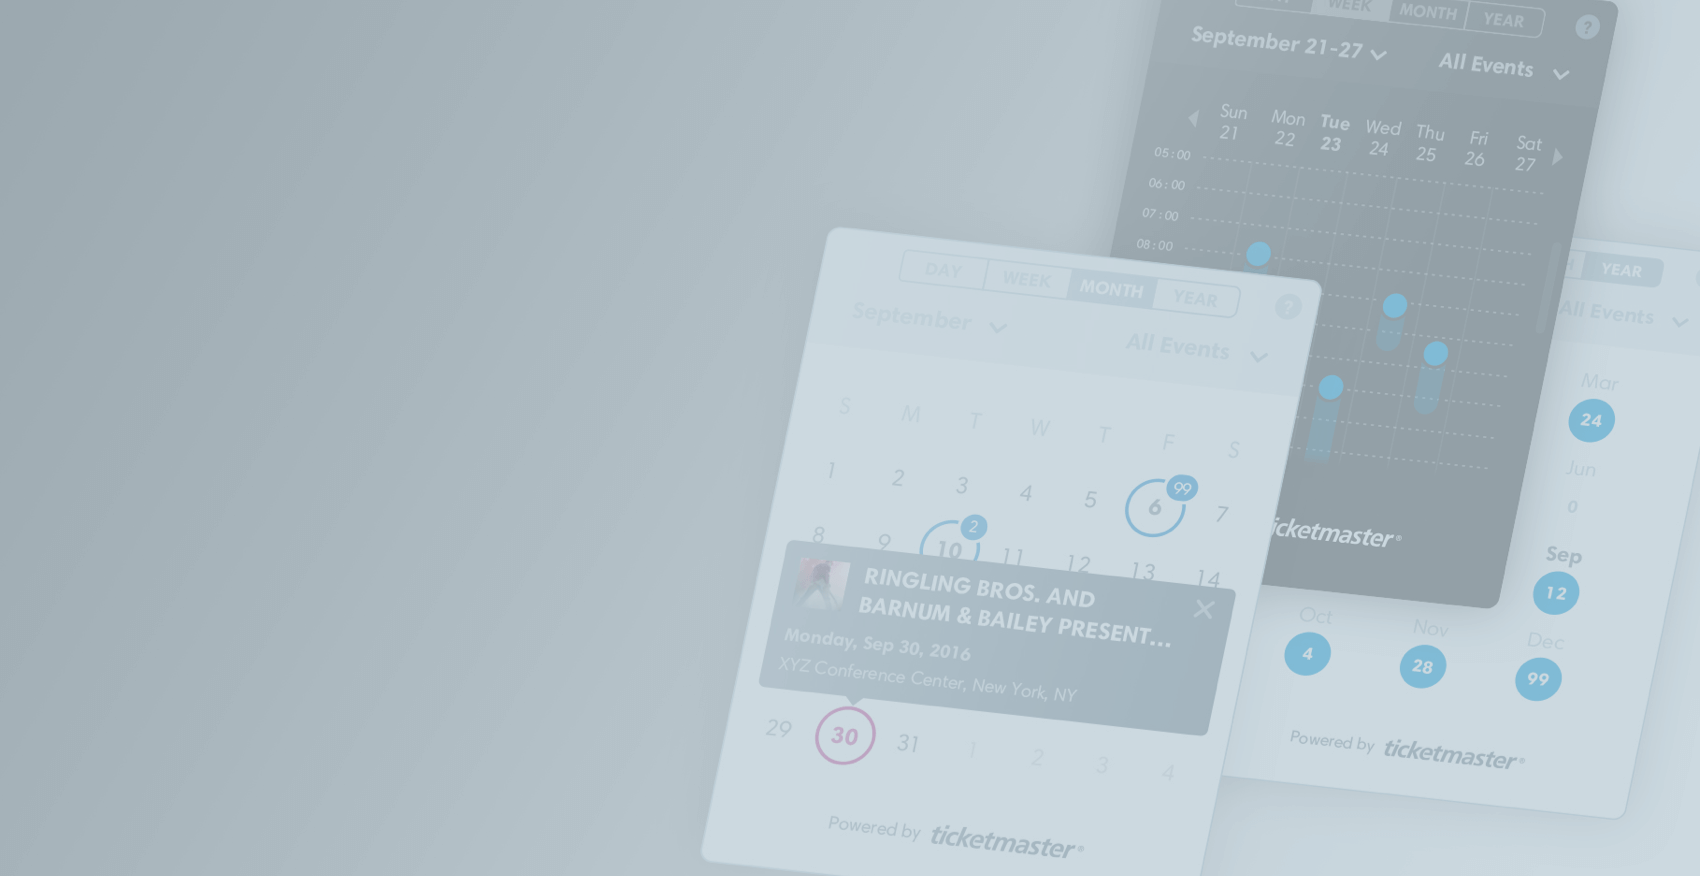 WEEK MONTH YEAR ?
September 21-27 All Events
Sun Mon Tue Wed Thu Fri Sat
21 22 23 24 25 26 27
05:00
06:00
07:00
08:00
ticketmaster®
DAY WEEK MONTH YEAR ?
September All Events
S M T W T F S
1 2 3 4 5 6 99 7
8 9 10 2 11 12 13 14
RINGLING BROS. AND
BARNUM & BAILEY PRESENT...
Monday, Sep 30, 2016
XYZ Conference Center, New York, NY
29 30 31 1 2 3 4
Powered by ticketmaster®
YEAR
All Events
Mar
24
Jun
0
Sep
12
Oct Nov Dec
4 28 99
Powered by ticketmaster®